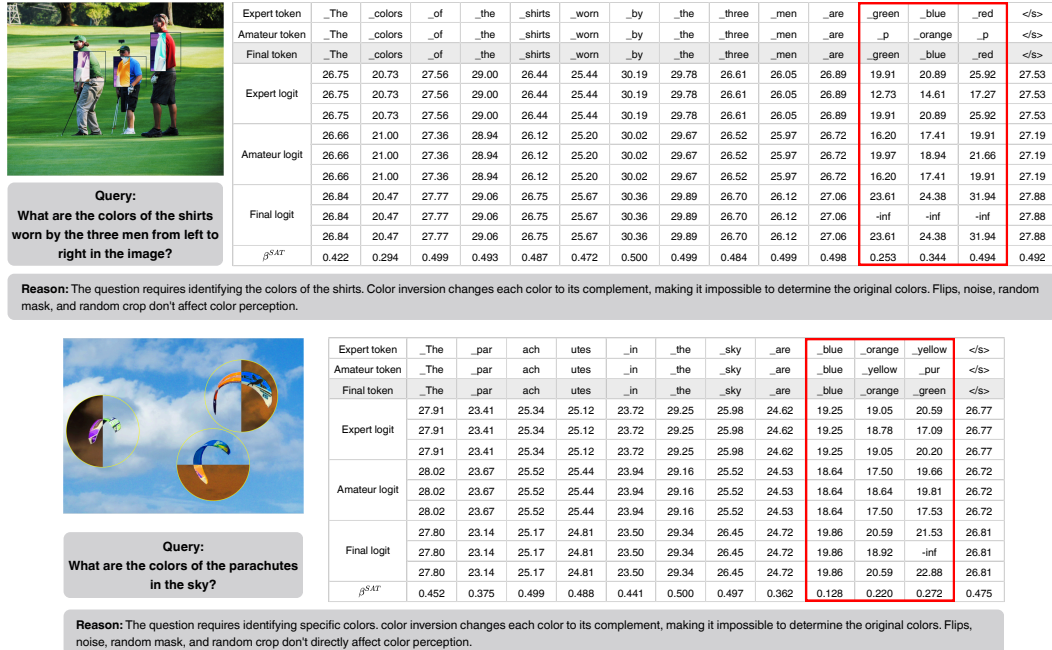 Expert token _The _colors _of _the _shirts _worn _by _the _three _men _are _green _blue _red </s>
Amateur token _The _colors _of _the _shirts _worn _by _the _three _men _are _p _orange _p </s>
Final token _The _colors _of _the _shirts _worn _by _the _three _men _are _green _blue _red </s>
26.75 20.73 27.56 29.00 26.44 25.44 30.19 29.78 26.61 26.05 26.89 19.91 20.89 25.92 27.53
Expert logit 26.75 20.73 27.56 29.00 26.44 25.44 30.19 29.78 26.61 26.05 26.89 12.73 14.61 17.27 27.53
26.75 20.73 27.56 29.00 26.44 25.44 30.19 29.78 26.61 26.05 26.89 19.91 20.89 25.92 27.53
26.66 21.00 27.36 28.94 26.12 25.20 30.02 29.67 26.52 25.97 26.72 16.20 17.41 19.91 27.19
Amateur logit 26.66 21.00 27.36 28.94 26.12 25.20 30.02 29.67 26.52 25.97 26.72 19.97 18.94 21.66 27.19
26.66 21.00 27.36 28.94 26.12 25.20 30.02 29.67 26.52 25.97 26.72 16.20 17.41 19.91 27.19
26.84 20.47 27.77 29.06 26.75 25.67 30.36 29.89 26.70 26.12 27.06 23.61 24.38 31.94 27.88
Final logit 26.84 20.47 27.77 29.06 26.75 25.67 30.36 29.89 26.70 26.12 27.06 -inf -inf -inf 27.88
26.84 20.47 27.77 29.06 26.75 25.67 30.36 29.89 26.70 26.12 27.06 23.61 24.38 31.94 27.88
β^SAT 0.422 0.294 0.499 0.493 0.487 0.472 0.500 0.499 0.484 0.499 0.498 0.253 0.344 0.494 0.492
Query:
What are the colors of the shirts
worn by the three men from left to
right in the image?
Reason: The question requires identifying the colors of the shirts. Color inversion changes each color to its complement, making it impossible to determine the original colors. Flips, noise, random
mask, and random crop don't affect color perception.
Expert token _The _par ach utes _in _the _sky _are _blue _orange _yellow </s>
Amateur token _The _par ach utes _in _the _sky _are _blue _yellow _pur </s>
Final token _The _par ach utes _in _the _sky _are _blue _orange _green </s>
27.91 23.41 25.34 25.12 23.72 29.25 25.98 24.62 19.25 19.05 20.59 26.77
Expert logit 27.91 23.41 25.34 25.12 23.72 29.25 25.98 24.62 19.25 18.78 17.09 26.77
27.91 23.41 25.34 25.12 23.72 29.25 25.98 24.62 19.25 19.05 20.20 26.77
28.02 23.67 25.52 25.44 23.94 29.16 25.52 24.53 18.64 17.50 19.66 26.72
Amateur logit 28.02 23.67 25.52 25.44 23.94 29.16 25.52 24.53 18.64 18.64 19.81 26.72
28.02 23.67 25.52 25.44 23.94 29.16 25.52 24.53 18.64 17.50 17.53 26.72
27.80 23.14 25.17 24.81 23.50 29.34 26.45 24.72 19.86 20.59 21.53 26.81
Final logit 27.80 23.14 25.17 24.81 23.50 29.34 26.45 24.72 19.86 18.92 -inf 26.81
27.80 23.14 25.17 24.81 23.50 29.34 26.45 24.72 19.86 20.59 22.88 26.81
β^SAT 0.452 0.375 0.499 0.488 0.441 0.500 0.497 0.362 0.128 0.220 0.272 0.475
Query:
What are the colors of the parachutes
in the sky?
Reason: The question requires identifying specific colors. color inversion changes each color to its complement, making it impossible to determine the original colors. Flips,
noise, random mask, and random crop don't directly affect color perception.